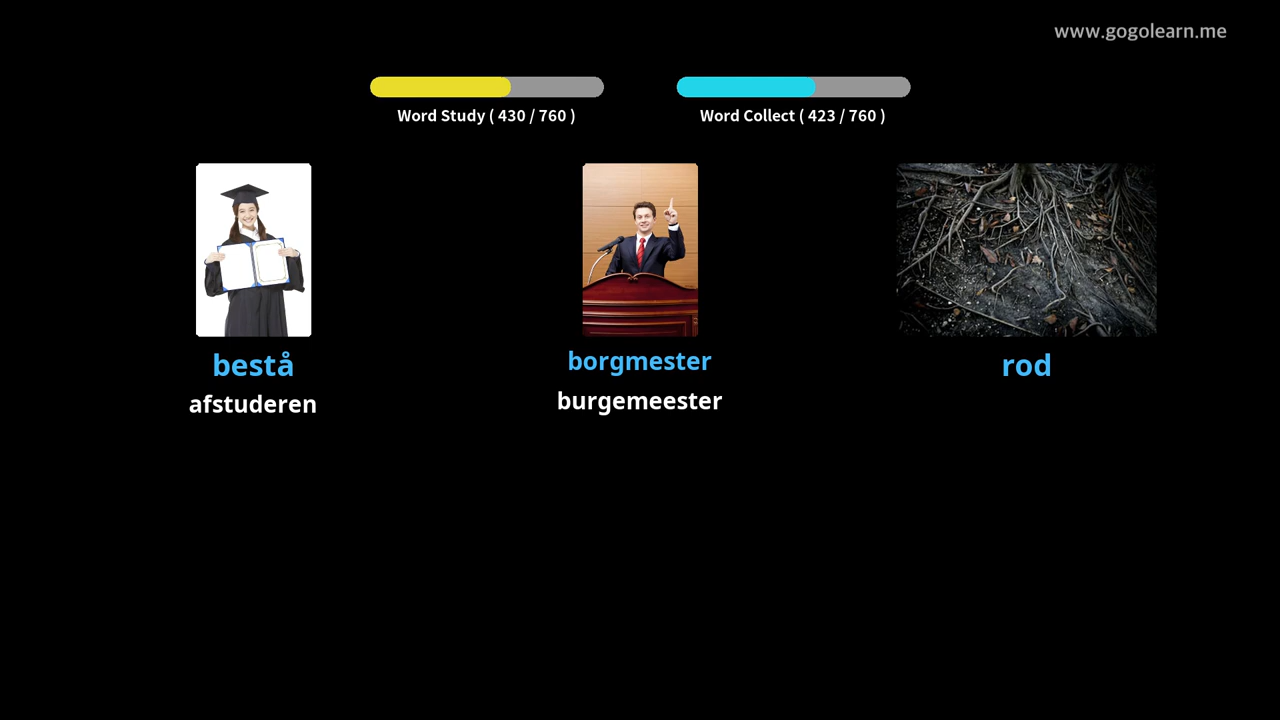 www.gogolearn.me
Word Study ( 430 / 760 )
Word Collect ( 423 / 760 )
bestå
afstuderen
borgmester
burgemeester
rod